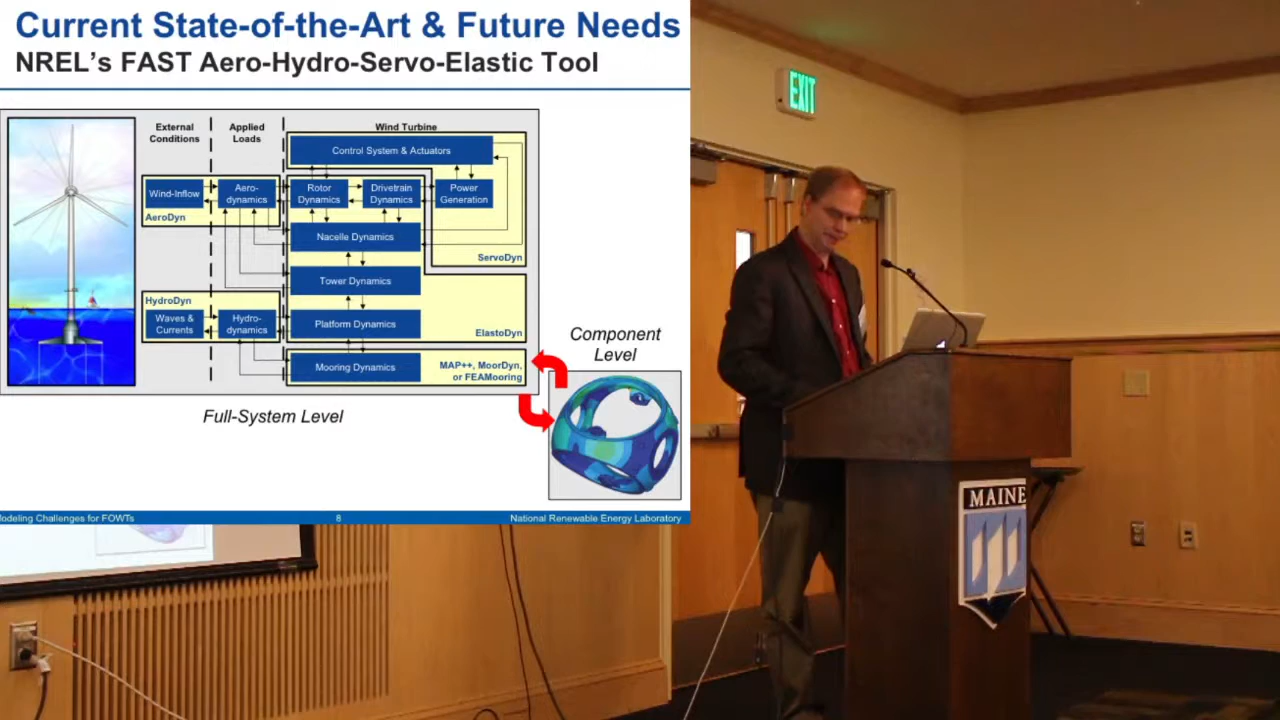 Current State-of-the-Art & Future Needs
NREL's FAST Aero-Hydro-Servo-Elastic Tool
External
Conditions
Applied
Loads
Wind Turbine
Control System & Actuators
Wind-Inflow
Aero-
dynamics
Rotor
Dynamics
Drivetrain
Dynamics
Power
Generation
AeroDyn
Nacelle Dynamics
ServoDyn
Tower Dynamics
HydroDyn
Waves &
Currents
Hydro-
dynamics
Platform Dynamics
ElastoDyn
Mooring Dynamics
MAP++, MoorDyn,
or FEAMooring
Component
Level
Full-System Level
odeling Challenges for FOWTs
8
National Renewable Energy Laboratory
EXIT
MAINE